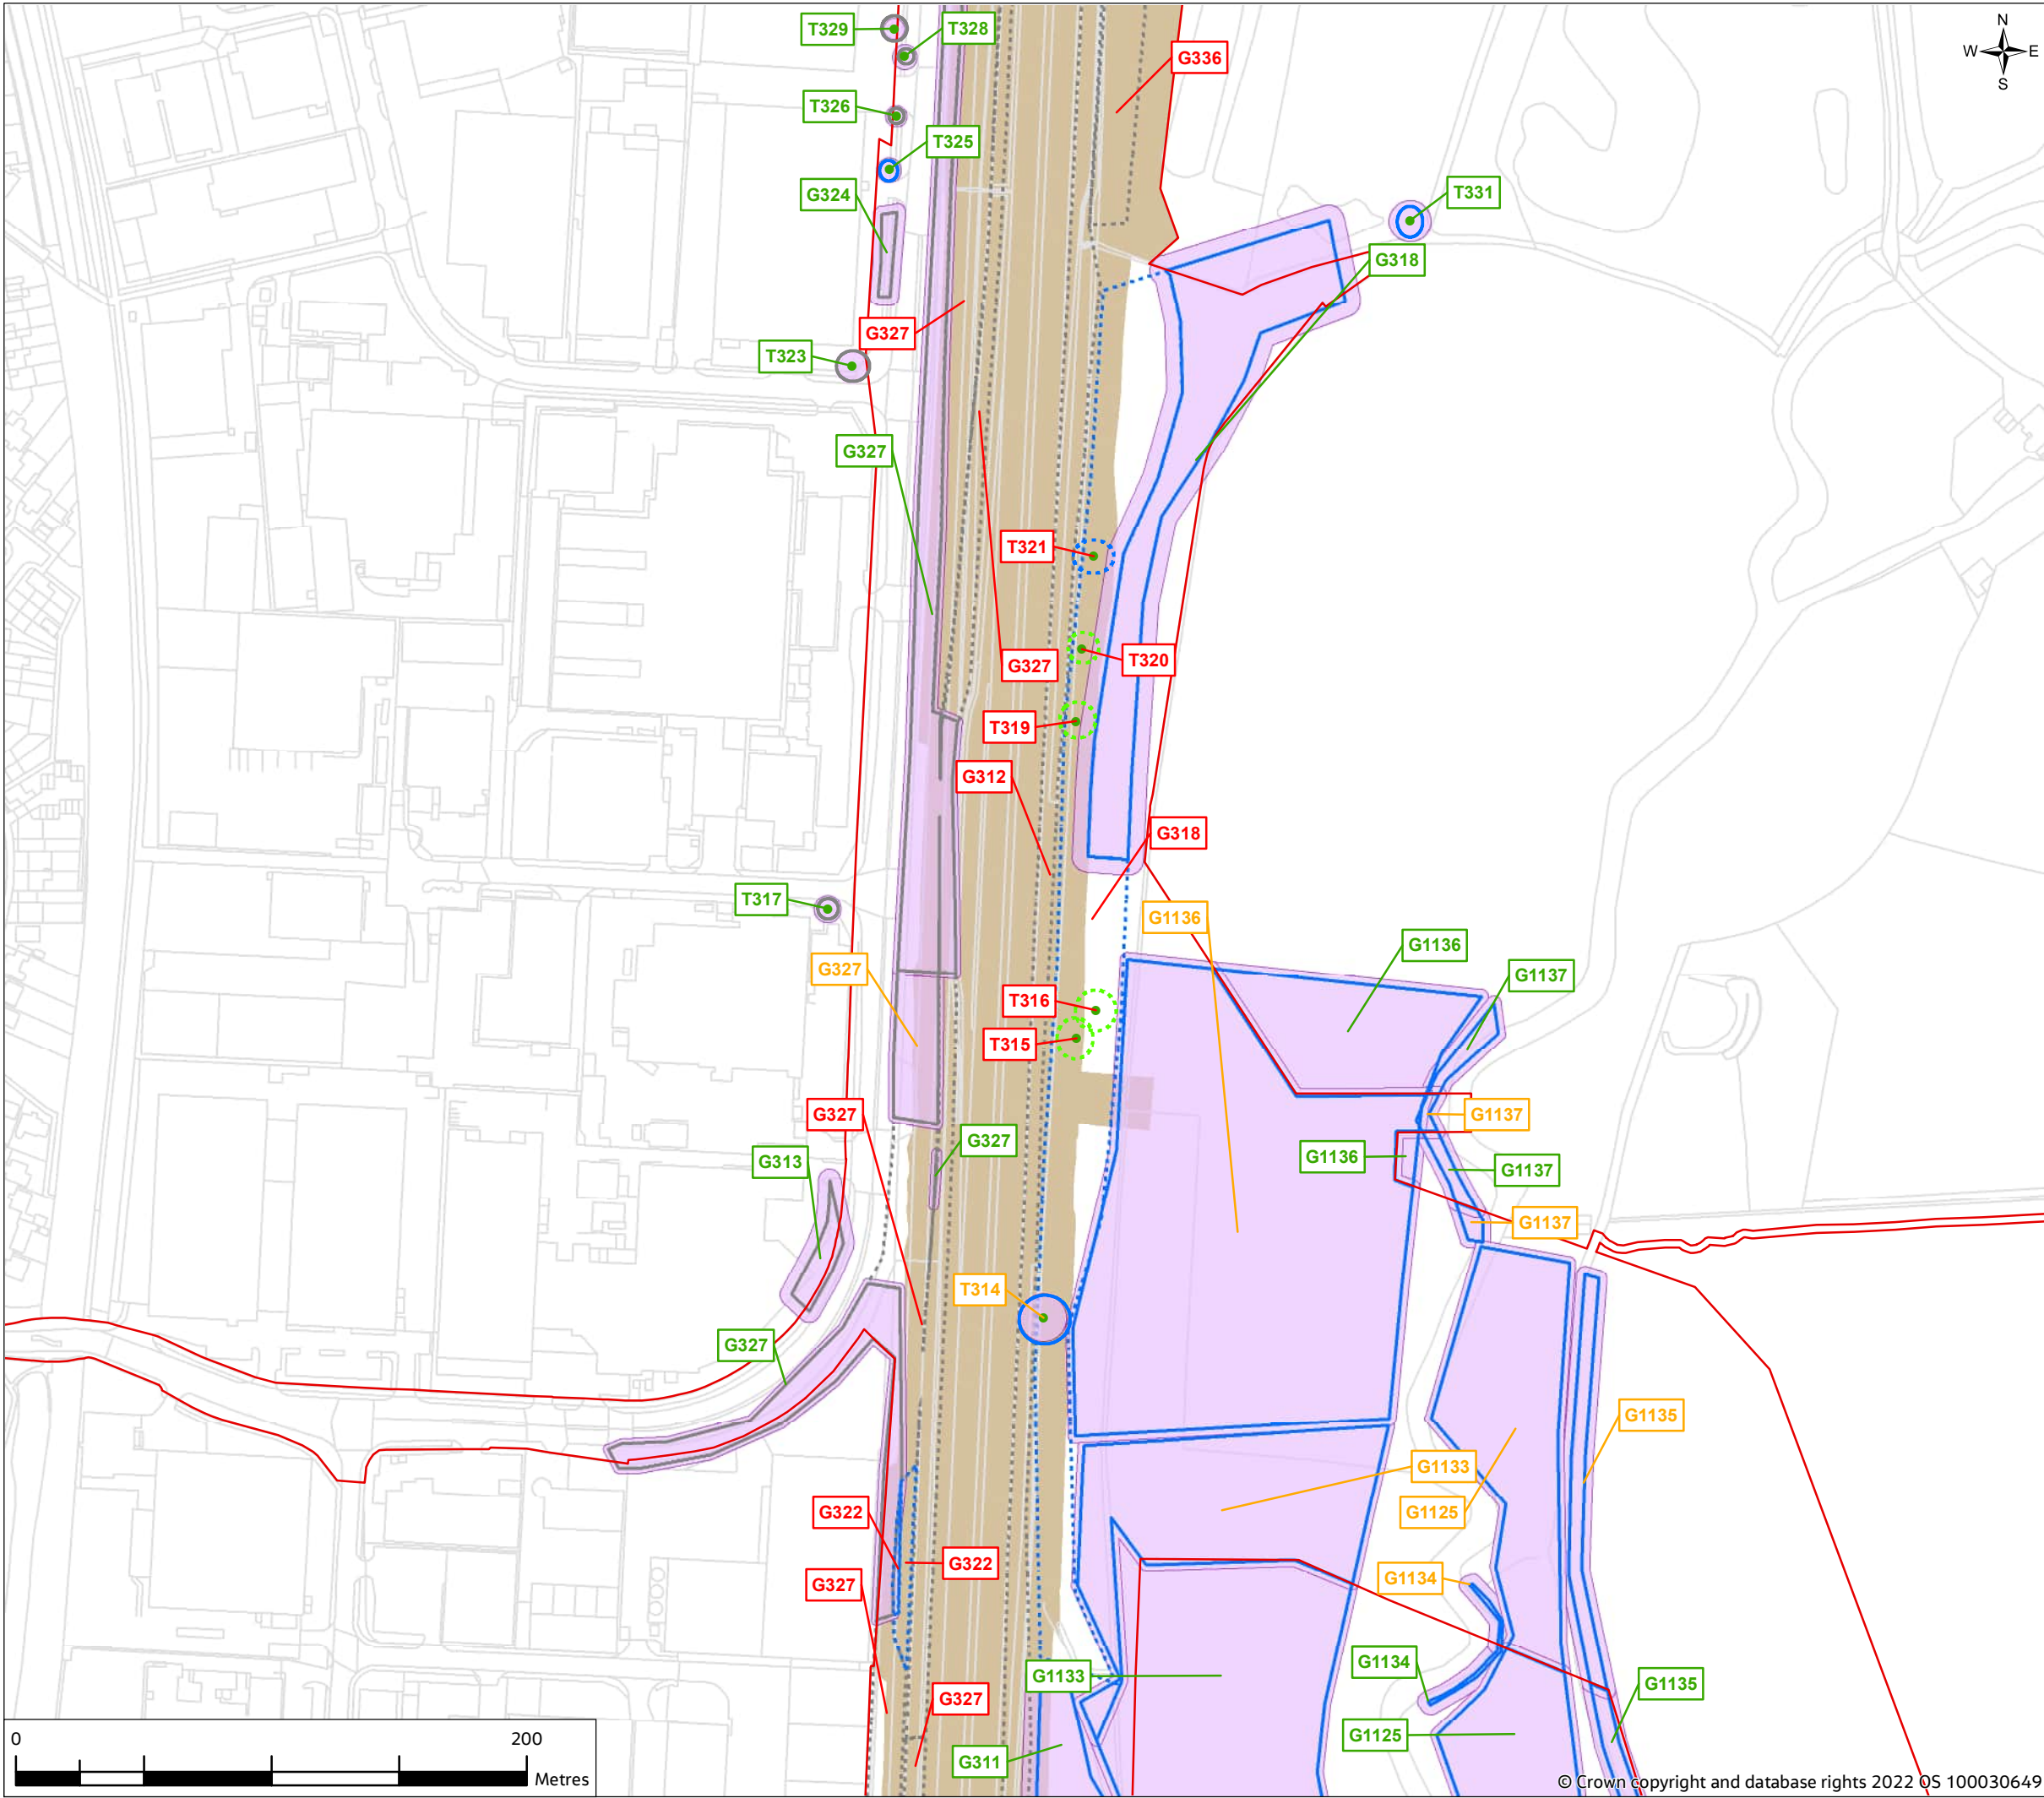 T329
T328
G336
N
W E
S
T326
T325
G324
T331
G318
G327
T323
G327
T321
G327
T320
T319
G312
G318
T317
G1136
G1136
G327
G1137
T316
T315
G327
G1137
G327
G1136
G313
G1137
G1137
T314
G327
G1135
G1133
G322
G1125
G322
G1134
G327
G1134
G1133
G1135
G327
G1125
G311
0 200
Metres
© Crown copyright and database rights 2022 OS 100030649